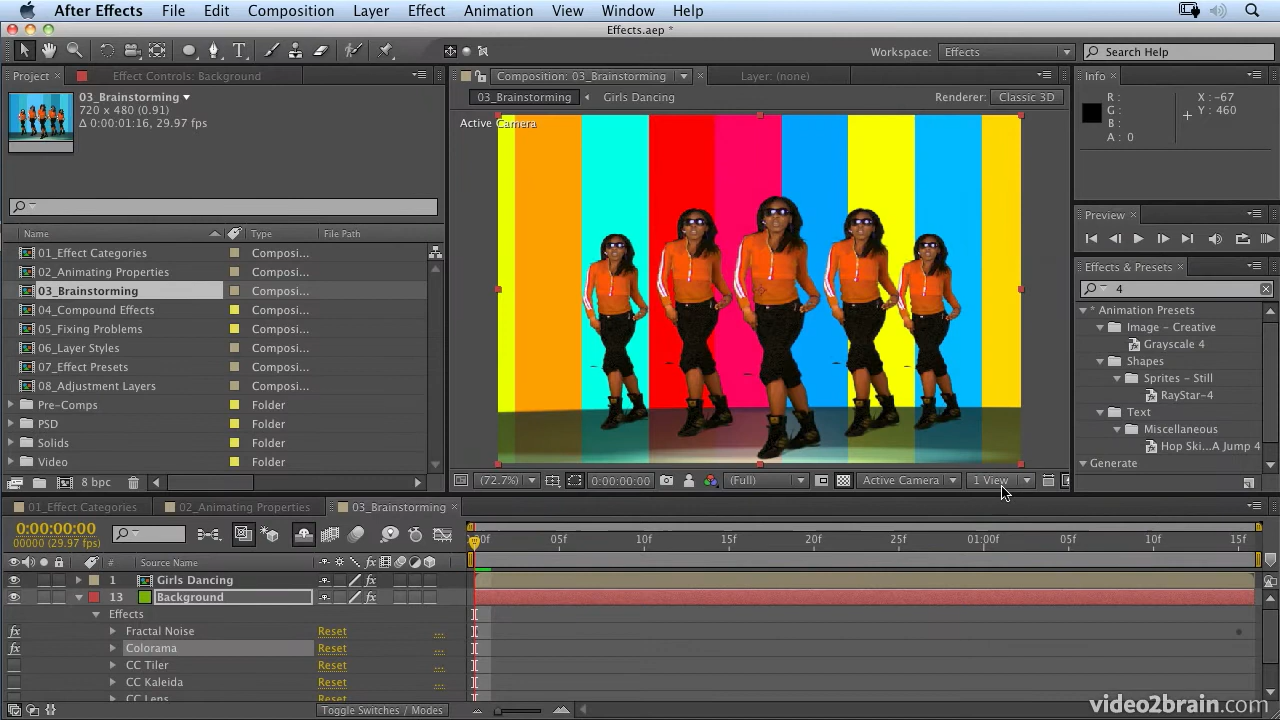 After Effects File Edit Composition Layer Effect Animation View Window Help
Effects.aep *
Workspace: Effects Search Help
Project Effect Controls: Background
03_Brainstorming
720 x 480 (0.91)
Δ 0:00:01:16, 29.97 fps
Composition: 03_Brainstorming Layer: (none)
03_Brainstorming Girls Dancing Renderer: Classic 3D
Active Camera
Info
R :
G :
B :
A : 0
X : -67
Y : 460
Preview
Effects & Presets
4
* Animation Presets
Image - Creative
Grayscale 4
Shapes
Sprites - Still
RayStar-4
Text
Miscellaneous
Hop Ski...A Jump 4
Generate
Name Type File Path
01_Effect Categories Composi...
02_Animating Properties Composi...
03_Brainstorming Composi...
04_Compound Effects Composi...
05_Fixing Problems Composi...
06_Layer Styles Composi...
07_Effect Presets Composi...
08_Adjustment Layers Composi...
Pre-Comps Folder
PSD Folder
Solids Folder
Video Folder
8 bpc
(72.7%) 0:00:00:00 (Full) Active Camera 1 View
01_Effect Categories 02_Animating Properties 03_Brainstorming
0:00:00:00
00000 (29.97 fps)
:00f 05f 10f 15f 20f 25f 01:00f 05f 10f 15f
# Source Name
1 Girls Dancing
13 Background
Effects
Fractal Noise Reset ...
Colorama Reset ...
CC Tiler Reset ...
CC Kaleida Reset ...
CC Lens Reset ...
Toggle Switches / Modes
video2brain.com